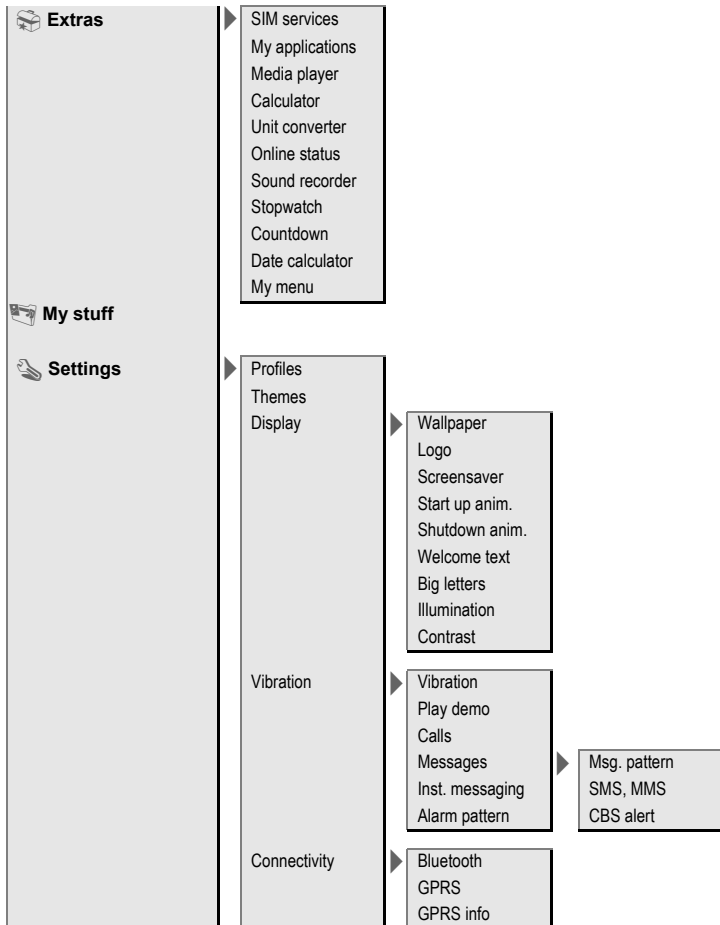 Extras
SIM services
My applications
Media player
Calculator
Unit converter
Online status
Sound recorder
Stopwatch
Countdown
Date calculator
My menu
My stuff
Settings
Profiles
Themes
Display
Wallpaper
Logo
Screensaver
Start up anim.
Shutdown anim.
Welcome text
Big letters
Illumination
Contrast
Vibration
Vibration
Play demo
Calls
Messages
Msg. pattern
SMS, MMS
CBS alert
Inst. messaging
Alarm pattern
Connectivity
Bluetooth
GPRS
GPRS info